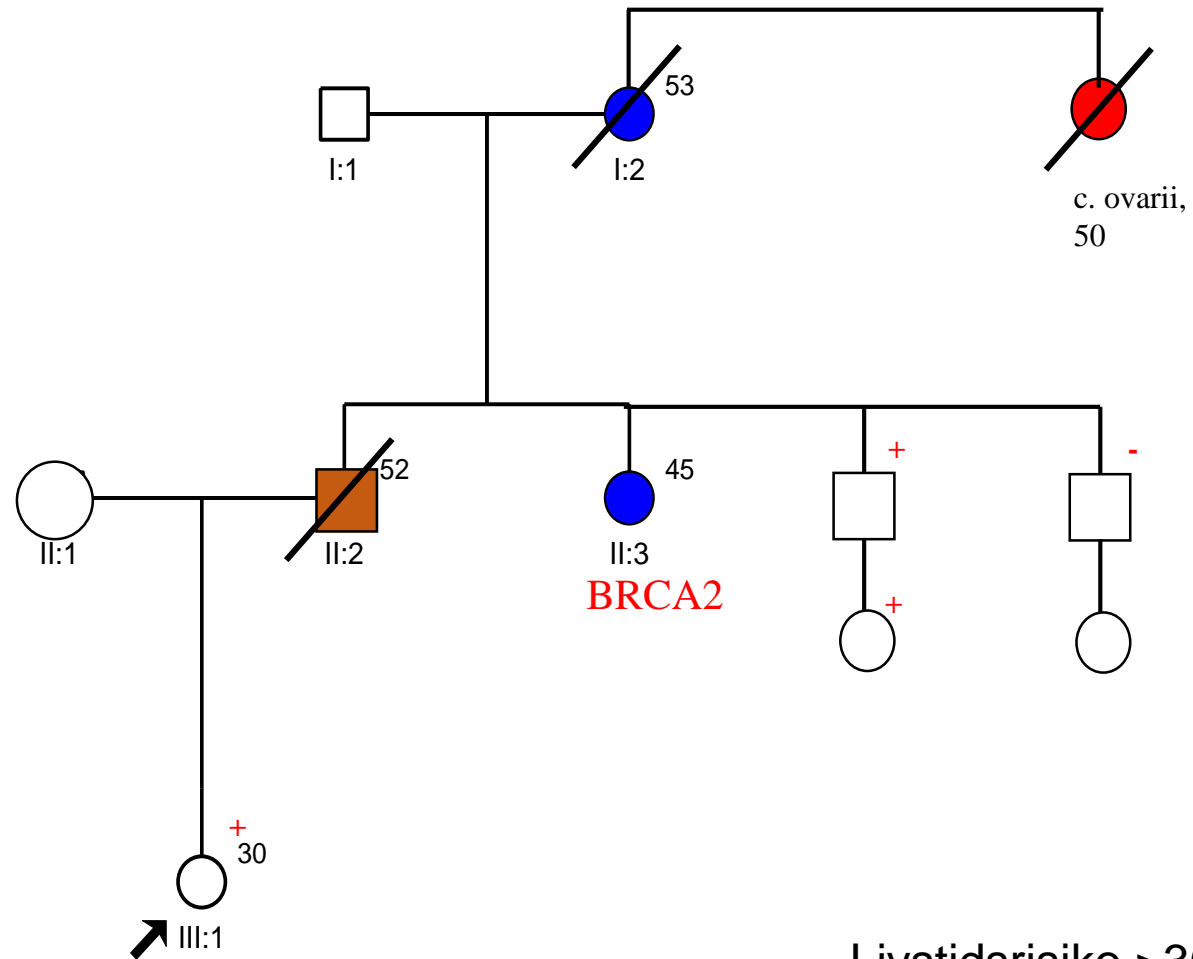 53
I:1
I:2
c. ovarii,
50
52
45
+
-
II:1
II:2
II:3
BRCA2
+
+
30
III:1